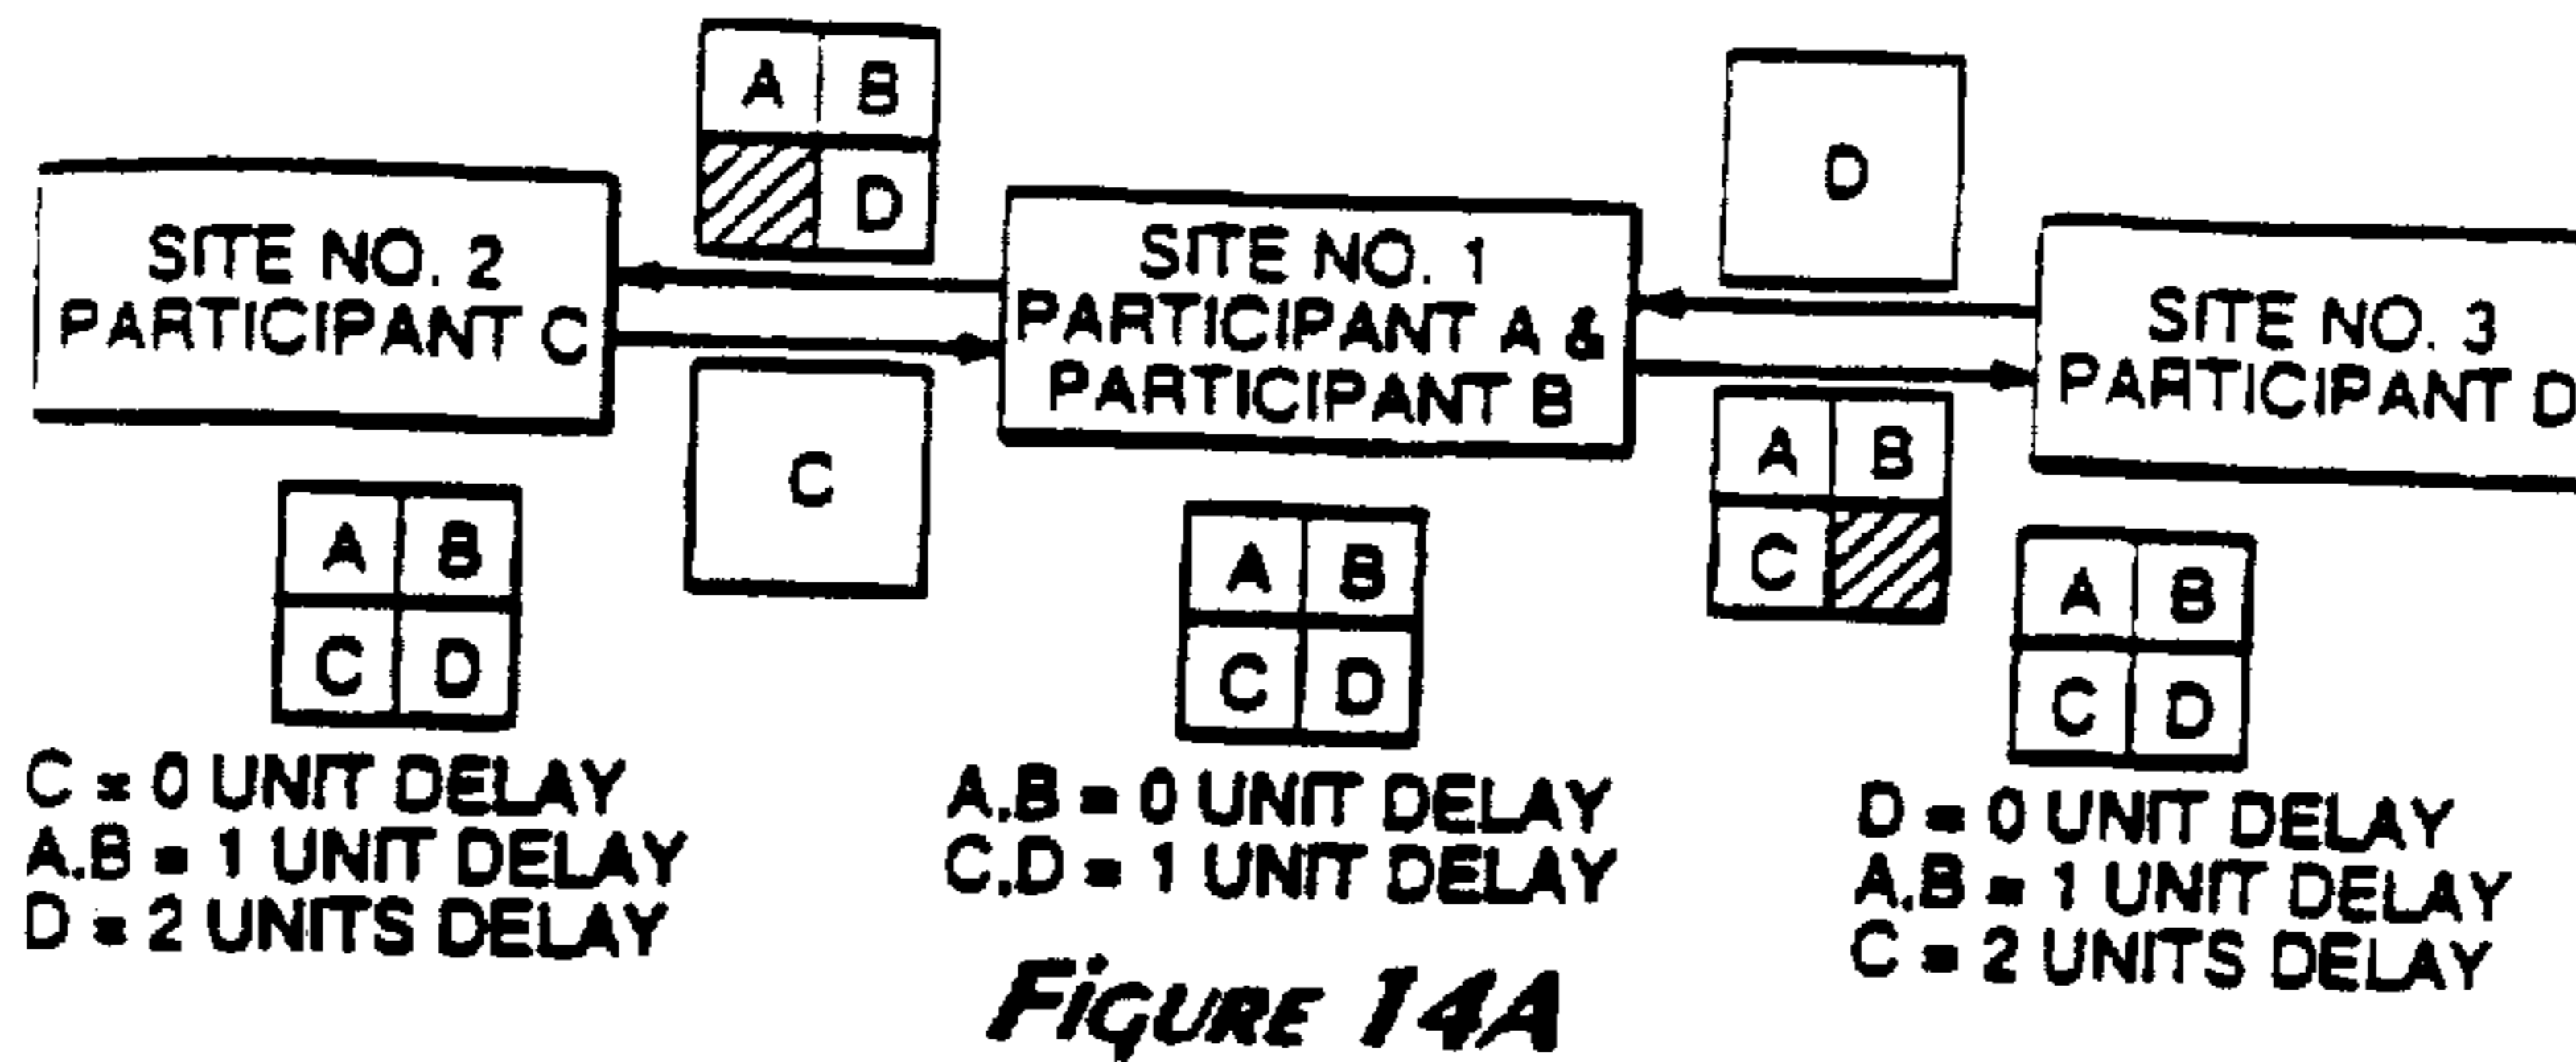 A B
D
SITE NO. 2
PARTICIPANT C
C
A B
C D
C = 0 UNIT DELAY
A.B = 1 UNIT DELAY
D = 2 UNITS DELAY
SITE NO. 1
PARTICIPANT A &
PARTICIPANT B
A B
C D
A.B = 0 UNIT DELAY
C.D = 1 UNIT DELAY
D
SITE NO. 3
PARTICIPANT D
A B
C
A B
C D
D = 0 UNIT DELAY
A.B = 1 UNIT DELAY
C = 2 UNITS DELAY
FIGURE 14A